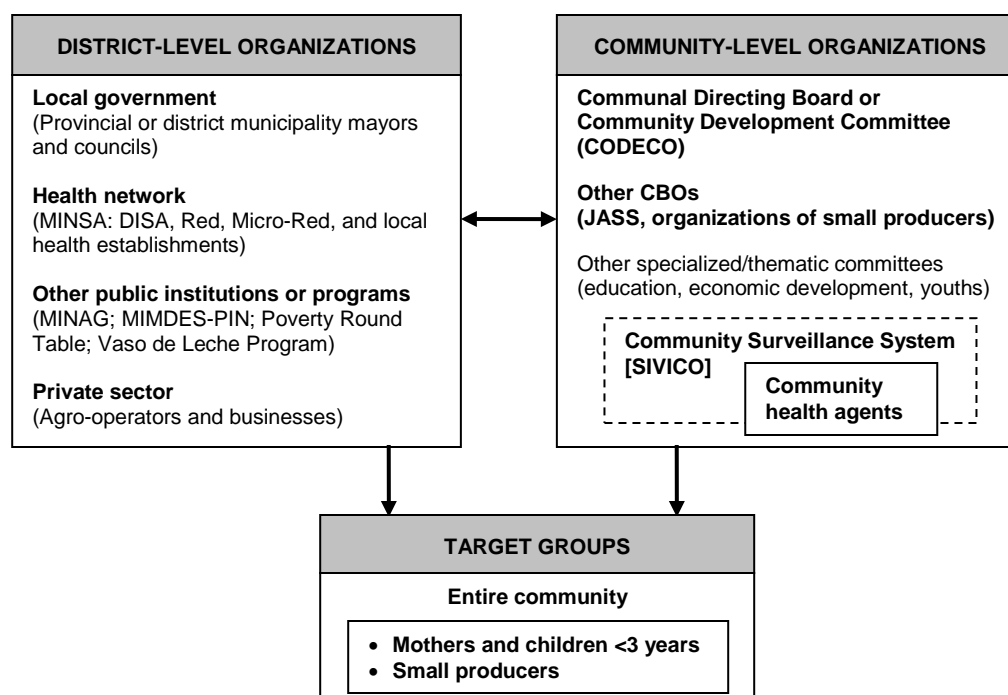 DISTRICT-LEVEL ORGANIZATIONS
Local government
(Provincial or district municipality mayors
and councils)
Health network
(MINSA: DISA, Red, Micro-Red, and local
health establishments)
Other public institutions or programs
(MINAG; MIMDES-PIN; Poverty Round
Table; Vaso de Leche Program)
Private sector
(Agro-operators and businesses)
COMMUNITY-LEVEL ORGANIZATIONS
Communal Directing Board or
Community Development Committee
(CODECO)
Other CBOs
(JASS, organizations of small producers)
Other specialized/thematic committees
(education, economic development, youths)
Community Surveillance System
[SIVICO]
Community
health agents
TARGET GROUPS
Entire community
• Mothers and children <3 years
• Small producers